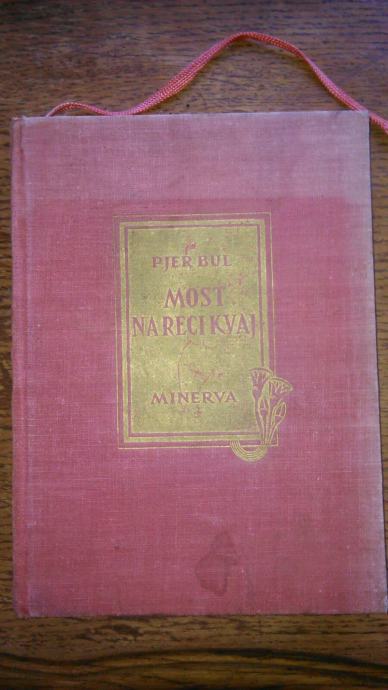 PJER BUL
MOST
NA RECI KVAJ
MINERVA